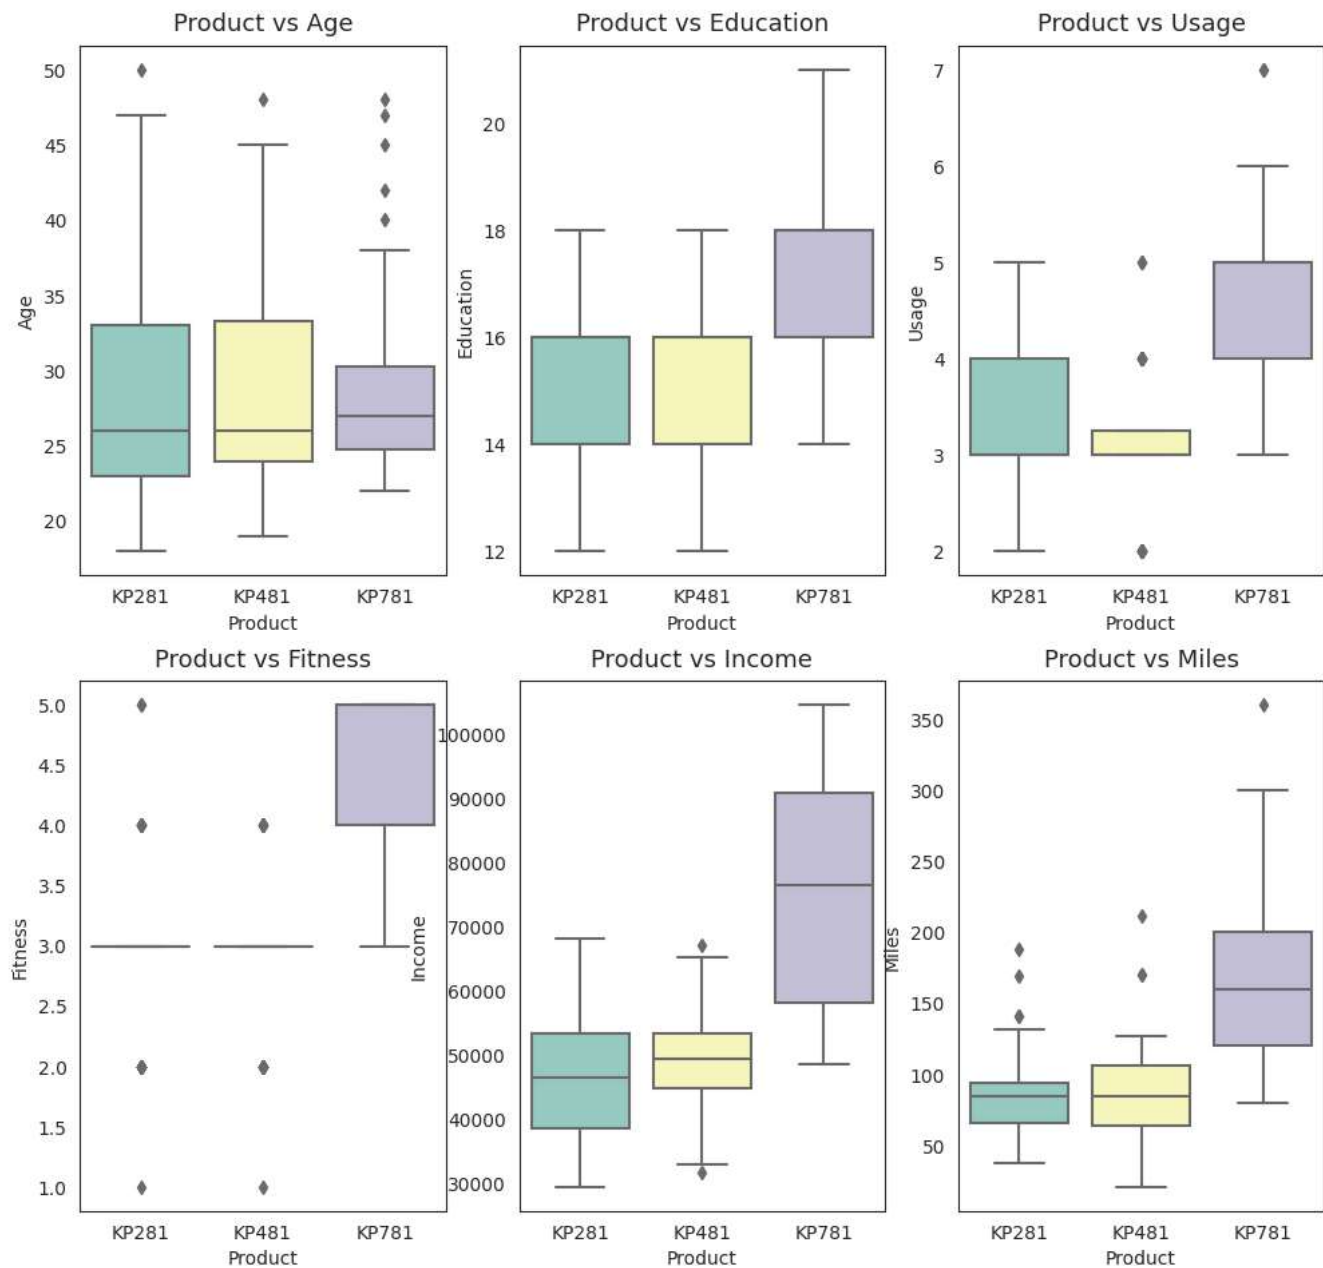 Product vs Age
50
45
40
35
30
25
20
Age
KP281 KP481 KP781
Product
Product vs Education
20
18
16
14
12
Education
KP281 KP481 KP781
Product
Product vs Usage
7
6
5
4
3
2
Usage
KP281 KP481 KP781
Product
Product vs Fitness
5.0
4.5
4.0
3.5
3.0
2.5
2.0
1.5
1.0
Fitness
KP281 KP481 KP781
Product
Product vs Income
100000
90000
80000
70000
60000
50000
40000
30000
Income
KP281 KP481 KP781
Product
Product vs Miles
350
300
250
200
150
100
50
Miles
KP281 KP481 KP781
Product